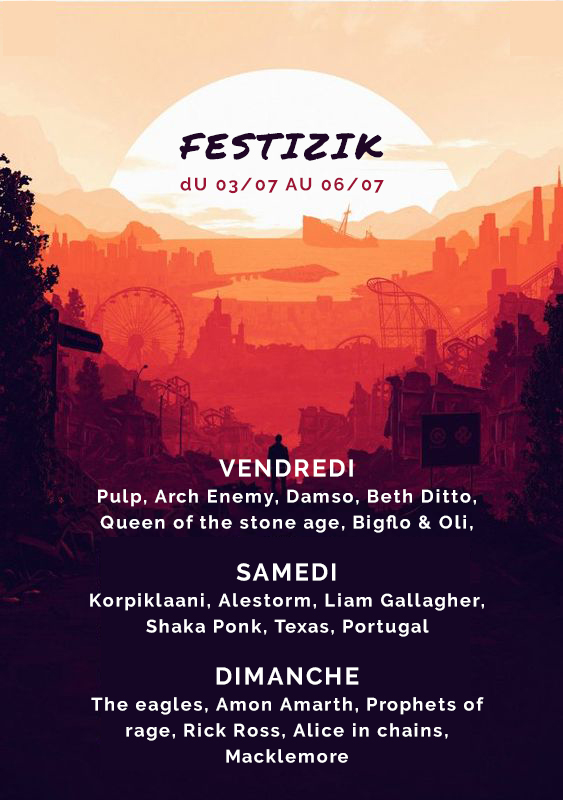 FESTIZIK
dU 03/07 AU 06/07
VENDREDI
Pulp, Arch Enemy, Damso, Beth Ditto,
Queen of the stone age, Bigflo & Oli,
SAMEDI
Korpiklaani, Alestorm, Liam Gallagher,
Shaka Ponk, Texas, Portugal
DIMANCHE
The eagles, Amon Amarth, Prophets of
rage, Rick Ross, Alice in chains,
Macklemore